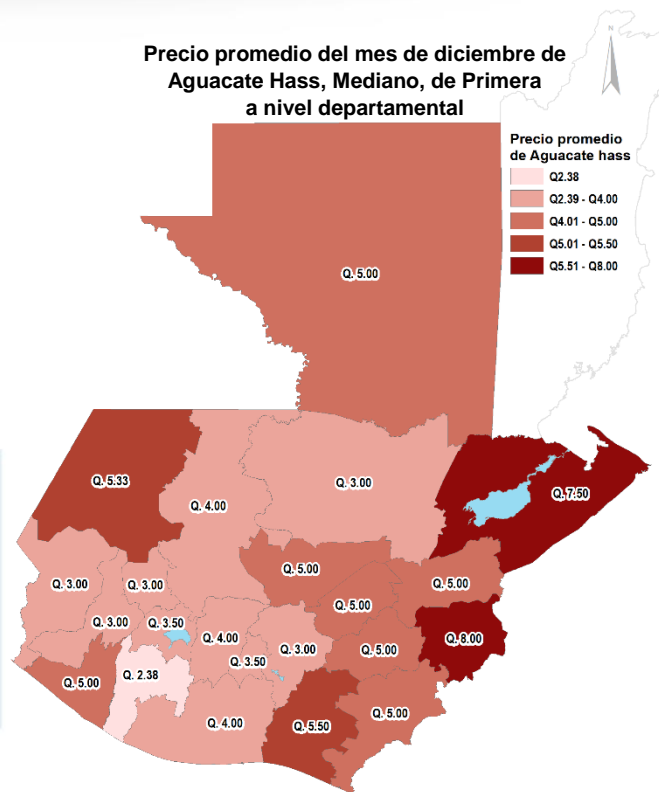 Precio promedio del mes de diciembre de
Aguacate Hass, Mediano, de Primera
a nivel departamental
N
Precio promedio
de Aguacate hass
Q2.38
Q2.39 - Q4.00
Q4.01 - Q5.00
Q5.01 - Q5.50
Q5.51 - Q8.00
Q. 5.00
Q. 5.33
Q. 4.00
Q. 3.00
Q. 7.50
Q. 3.00
Q. 3.00
Q. 5.00
Q. 5.00
Q. 5.00
Q. 3.00
Q. 3.50
Q. 4.00
Q. 3.50
Q. 3.00
Q. 5.00
Q. 8.00
Q. 5.00
Q. 2.38
Q. 4.00
Q. 5.50
Q. 5.00